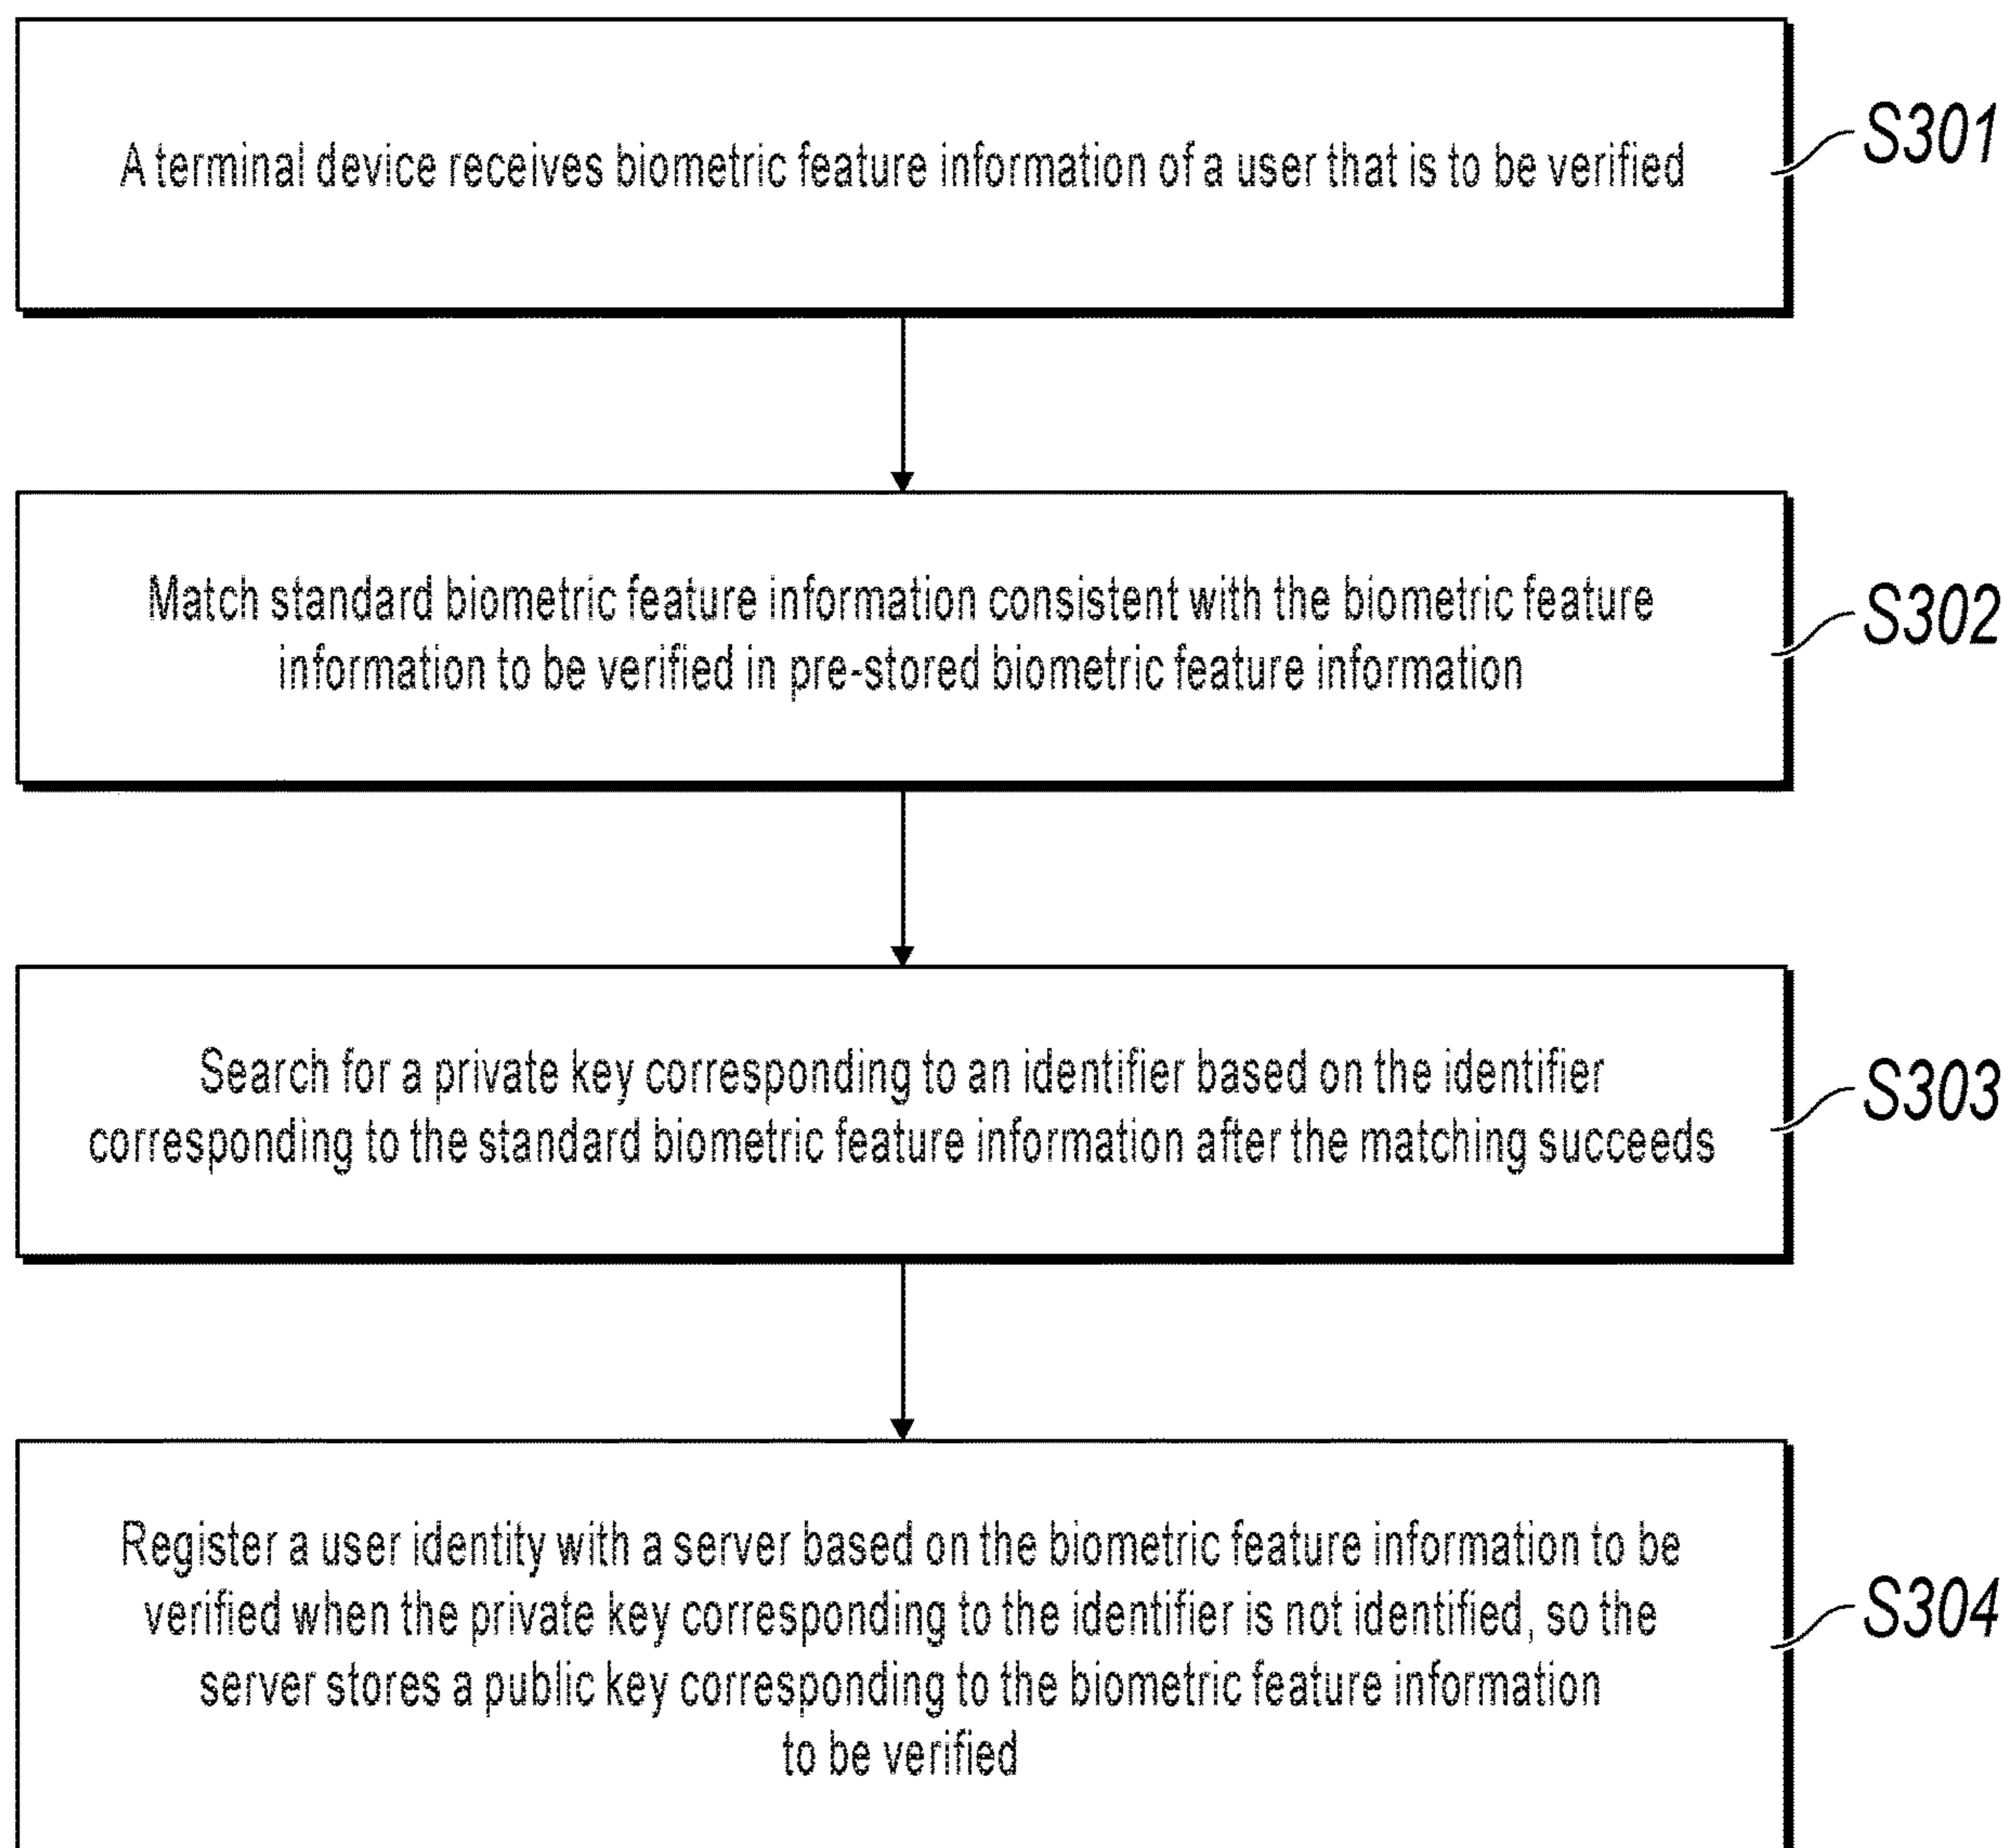 A terminal device receives biometric feature information of a user that is to be verified
S301
Match standard biometric feature information consistent with the biometric feature
information to be verified in pre-stored biometric feature information
S302
Search for a private key corresponding to an identifier based on the identifier
corresponding to the standard biometric feature information after the matching succeeds
S303
Register a user identity with a server based on the biometric feature information to be
verified when the private key corresponding to the identifier is not identified, so the
server stores a public key corresponding to the biometric feature information
to be verified
S304